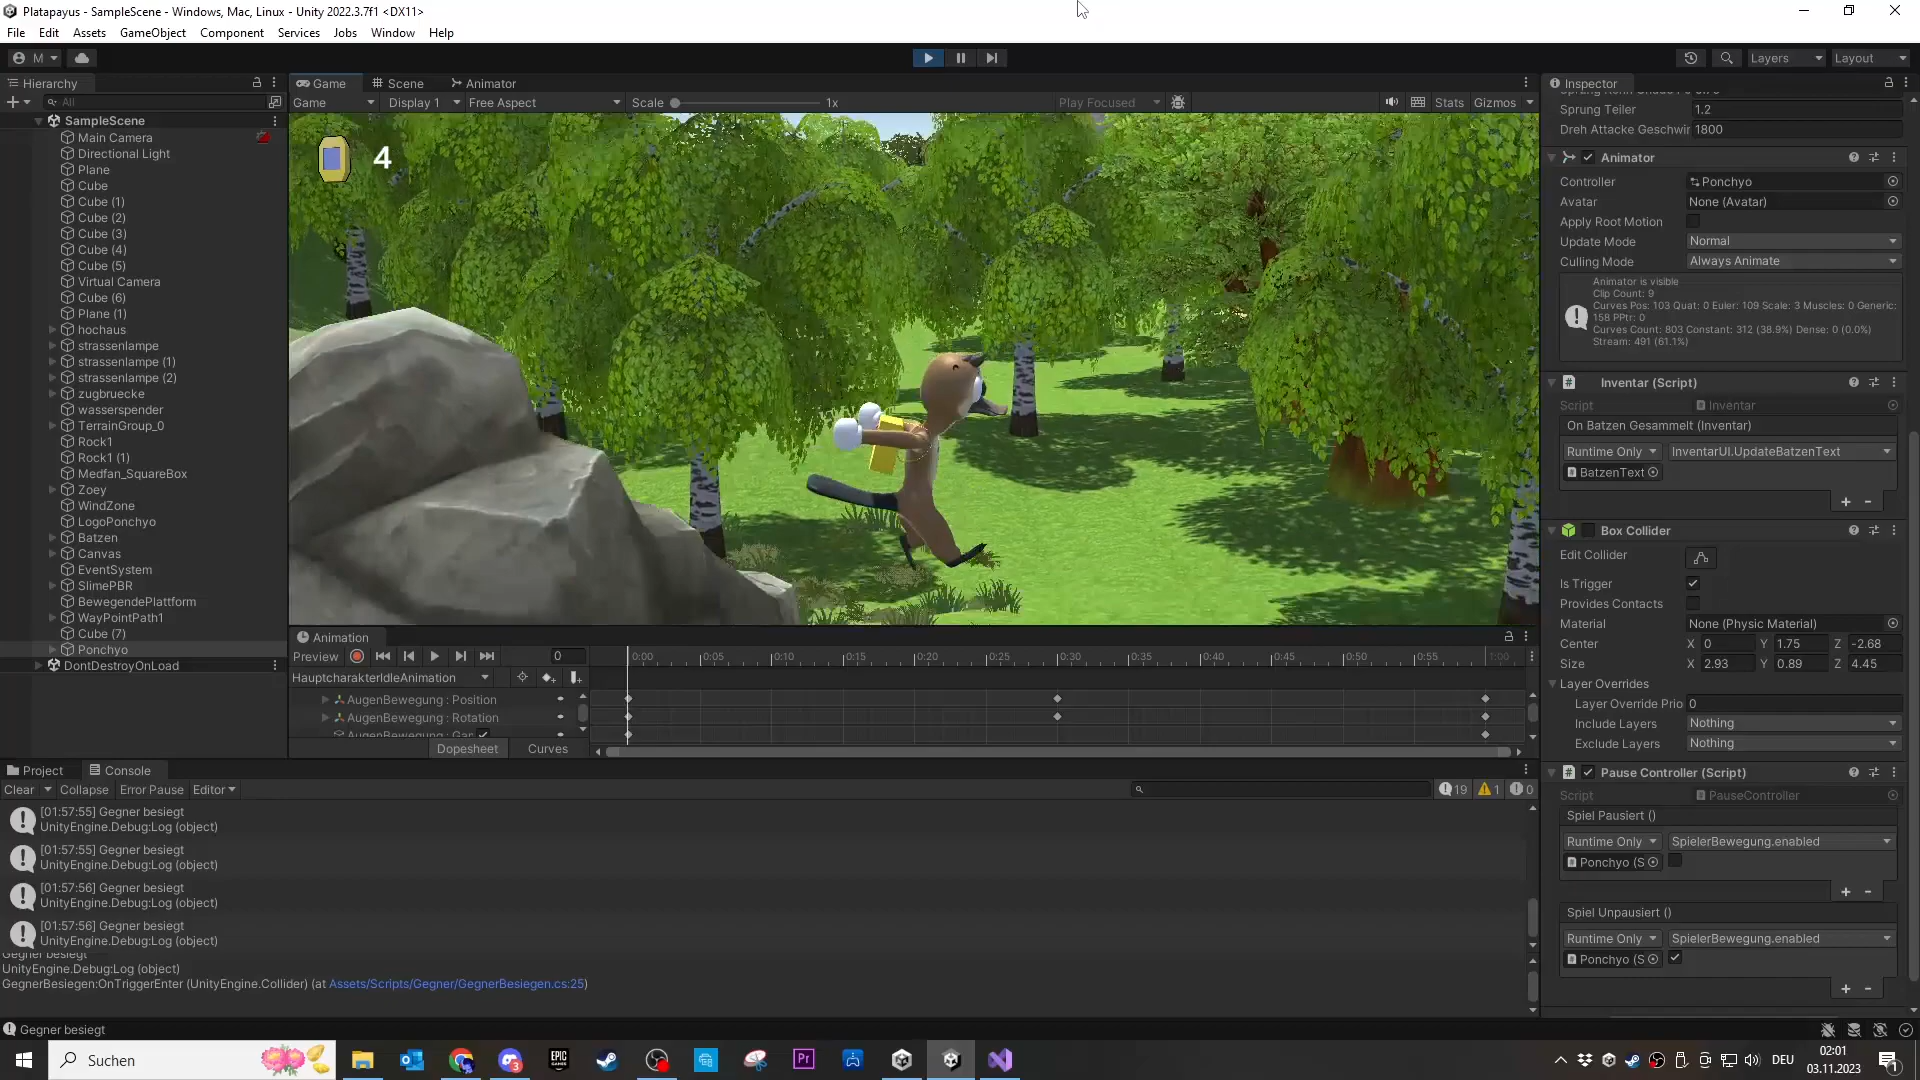 Platapayus - SampleScene - Windows, Mac, Linux - Unity 2022.3.7f1 <DX11>
File Edit Assets GameObject Component Services Jobs Window Help
M
Layers
Layout
Hierarchy
All
SampleScene
Main Camera
Directional Light
Plane
Cube
Cube (1)
Cube (2)
Cube (3)
Cube (4)
Cube (5)
Virtual Camera
Cube (6)
Plane (1)
hochaus
strassenlampe
strassenlampe (1)
strassenlampe (2)
zugbruecke
wasserspender
TerrainGroup_0
Rock1
Rock1 (1)
Medfan_SquareBox
Zoey
WindZone
LogoPonchyo
Batzen
Canvas
EventSystem
SlimePBR
BewegendePlattform
WayPointPath1
Cube (7)
Ponchyo
DontDestroyOnLoad
Game Scene Animator
Game Display 1 Free Aspect Scale 1x Play Focused Stats Gizmos
4
Animation
Preview 0 0:00 0:05 0:10 0:15 0:20 0:25 0:30 0:35 0:40 0:45 0:50 0:55 1:00
HauptcharakterIdleAnimation
AugenBewegung : Position
AugenBewegung : Rotation
Dopesheet Curves
Project Console
Clear Collapse Error Pause Editor 19 1 0
[01:57:55] Gegner besiegt
UnityEngine.Debug:Log (object)
[01:57:55] Gegner besiegt
UnityEngine.Debug:Log (object)
[01:57:56] Gegner besiegt
UnityEngine.Debug:Log (object)
[01:57:56] Gegner besiegt
UnityEngine.Debug:Log (object)
Gegner besiegt
UnityEngine.Debug:Log (object)
GegnerBesiegen:OnTriggerEnter (UnityEngine.Collider) (at Assets/Scripts/Gegner/GegnerBesiegen.cs:25)
Gegner besiegt
Inspector
Sprung Teiler 1.2
Dreh Attacke Geschwir 1800
Animator
Controller Ponchyo
Avatar None (Avatar)
Apply Root Motion
Update Mode Normal
Culling Mode Always Animate
Animator is visible
Clip Count: 9
Curves Pos: 103 Quat: 0 Euler: 109 Scale: 3 Muscles: 0 Generic:
158 PPtr: 0
Curves Count: 803 Constant: 312 (38.9%) Dense: 0 (0.0%)
Stream: 491 (61.1%)
Inventar (Script)
Script Inventar
On Batzen Gesammelt (Inventar)
Runtime Only InventarUI.UpdateBatzenText
BatzenText
Box Collider
Edit Collider
Is Trigger
Provides Contacts
Material None (Physic Material)
Center X 0 Y 1.75 Z -2.68
Size X 2.93 Y 0.89 Z 4.45
Layer Overrides
Layer Override Prio 0
Include Layers Nothing
Exclude Layers Nothing
Pause Controller (Script)
Script PauseController
Spiel Pausiert ()
Runtime Only SpielerBewegung.enabled
Ponchyo (S
Spiel Unpausiert ()
Runtime Only SpielerBewegung.enabled
Ponchyo (S
Suchen
EPIC GAMES
3
Pr
DEU
02:01
03.11.2023
1